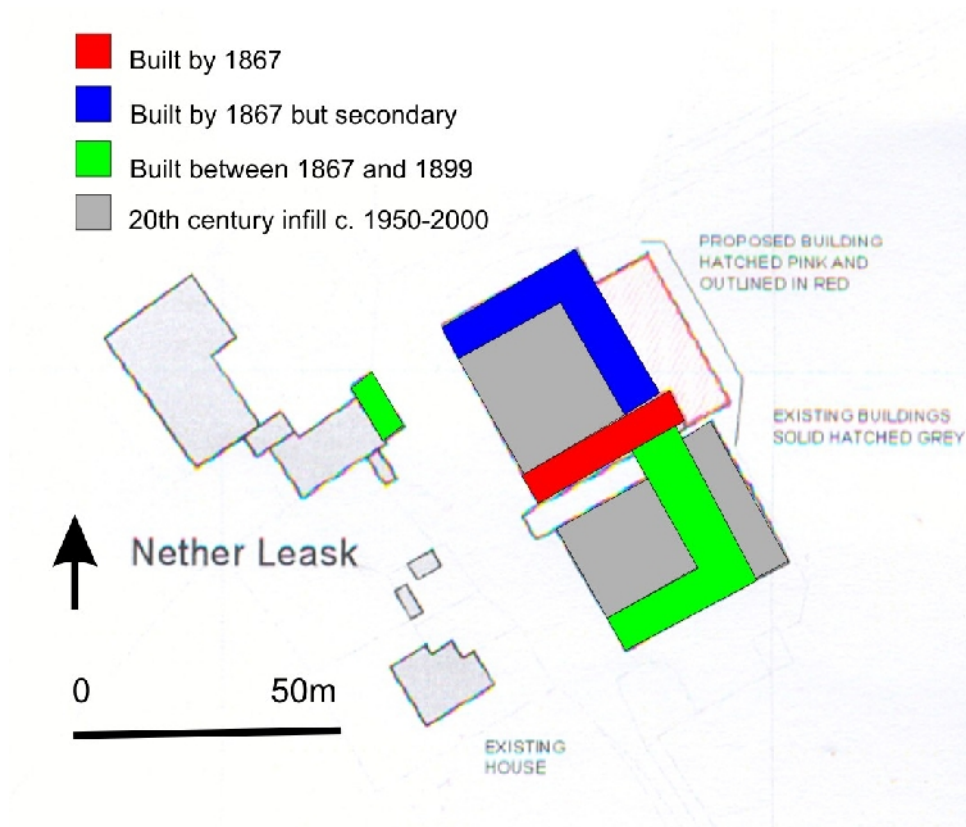 Built by 1867
Built by 1867 but secondary
Built between 1867 and 1899
20th century infill c. 1950-2000
PROPOSED BUILDING
HATCHED PINK AND
OUTLINED IN RED
EXISTING BUILDINGS
SOLID HATCHED GREY
Nether Leask
0 50m
EXISTING
HOUSE